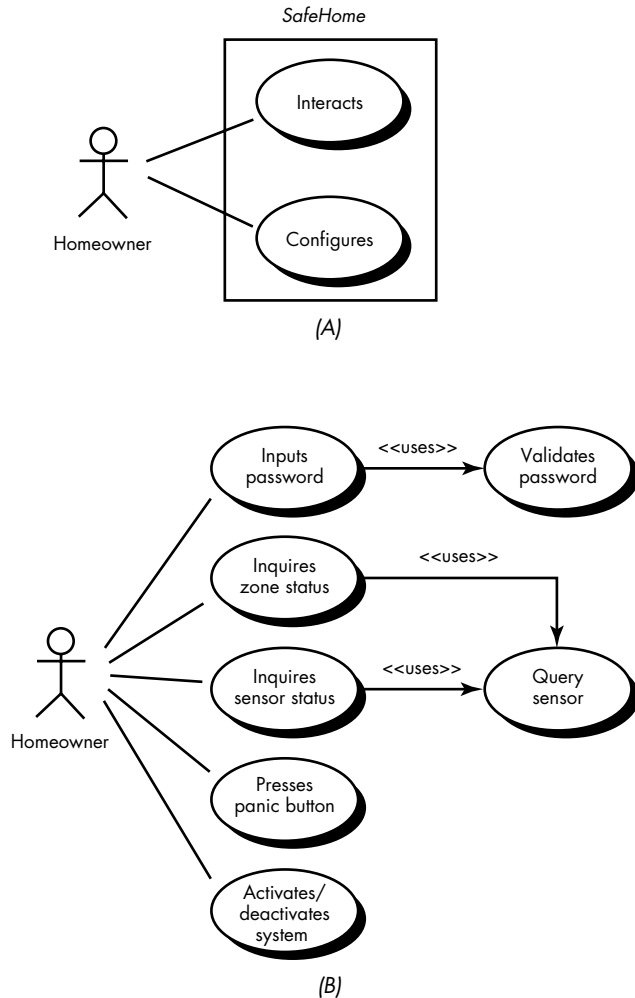 SafeHome
Interacts
Homeowner
Configures
(A)
Inputs
password
<<uses>>
Validates
password
Inquires
zone status
<<uses>>
Homeowner
Inquires
sensor status
<<uses>>
Query
sensor
Presses
panic button
Activates/
deactivates
system
(B)